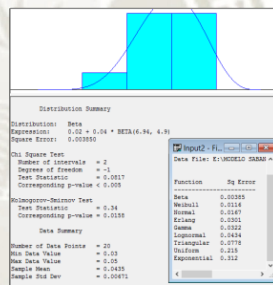 Distribution Summary
Distribution: Beta
Expression: 0.02 + 0.04 * BETA(6.94, 4.9)
Square Error: 0.003850
Chi Square Test
Number of intervals = 2
Degrees of freedom = -1
Test Statistic = 0.0817
Corresponding p-value < 0.005
Kolmogorov-Smirnov Test
Test Statistic = 0.34
Corresponding p-value = 0.0158
Data Summary
Number of Data Points = 20
Min Data Value = 0.03
Max Data Value = 0.05
Sample Mean = 0.0435
Sample Std Dev = 0.00671
Input2 - Fi...
Data File: E:\MODELO SABAN
Function Sq Error
Beta 0.00385
Weibull 0.0116
Normal 0.0167
Erlang 0.0301
Gamma 0.0322
Lognormal 0.0434
Triangular 0.0778
Uniform 0.215
Exponential 0.312